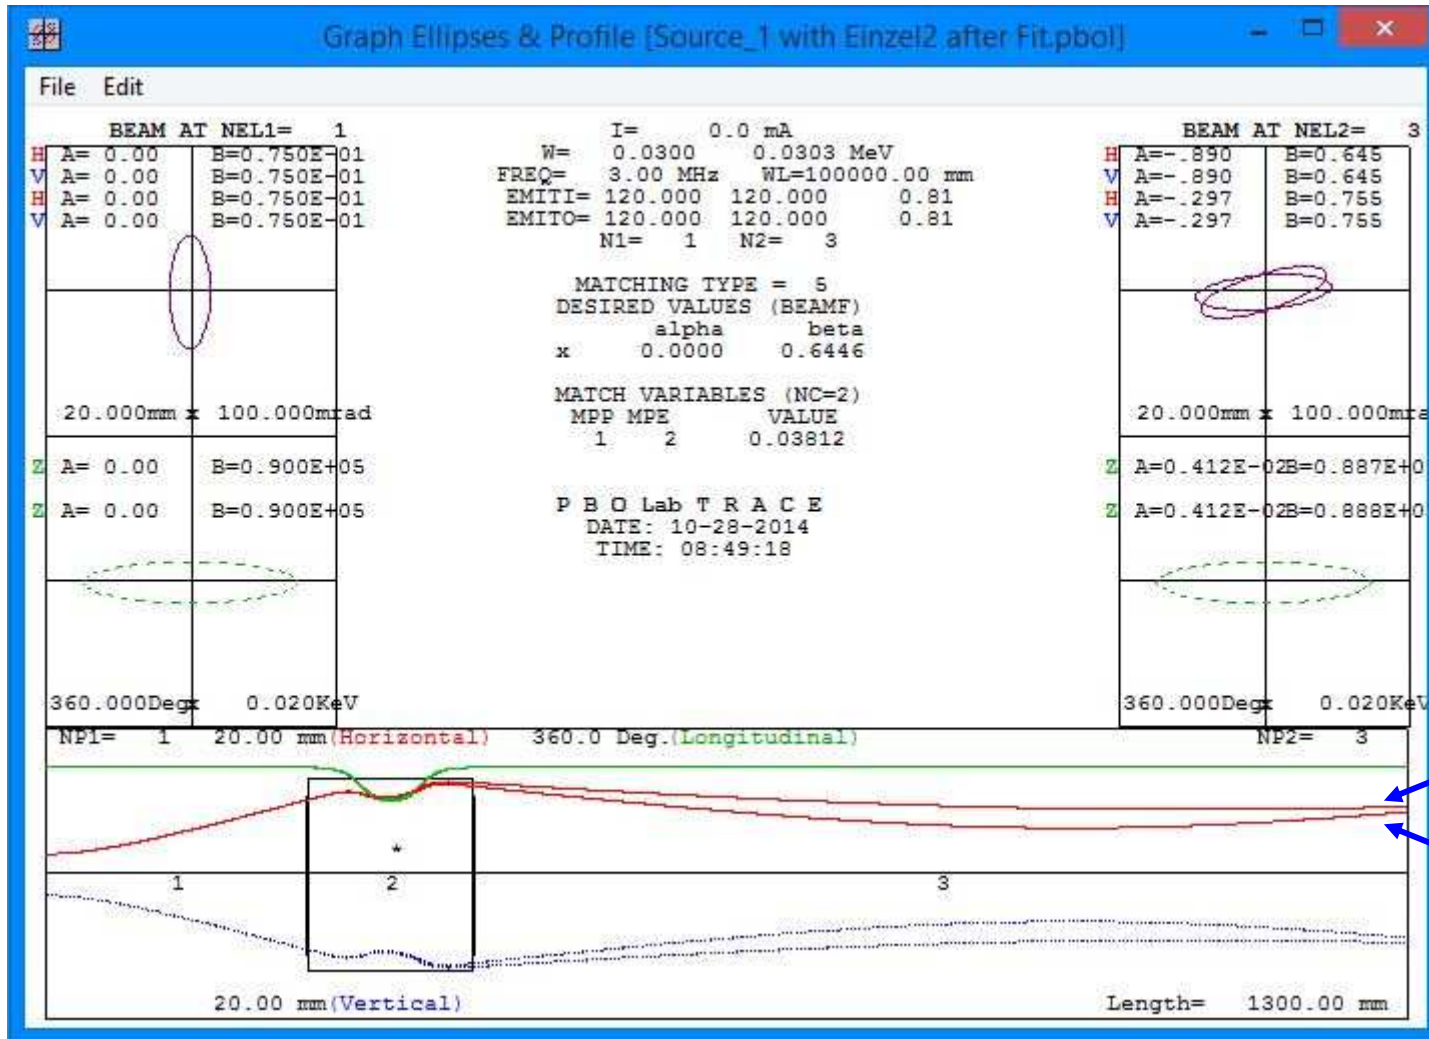 Graph Ellipses & Profile [Source_1 with Einzel2 after Fit.pbol]
File Edit
BEAM AT NEL1= 1
H A= 0.00 B=0.750E-01
V A= 0.00 B=0.750E-01
H A= 0.00 B=0.750E-01
V A= 0.00 B=0.750E-01
20.000mm x 100.000mrad
Z A= 0.00 B=0.900E+05
Z A= 0.00 B=0.900E+05
360.000Degx 0.020KeV
I= 0.0 mA
W= 0.0300 0.0303 MeV
FREQ= 3.00 MHz WL=100000.00 mm
EMITI= 120.000 120.000 0.81
EMITO= 120.000 120.000 0.81
N1= 1 N2= 3
MATCHING TYPE = 5
DESIRED VALUES (BEAMF)
alpha beta
x 0.0000 0.6446
MATCH VARIABLES (NC=2)
MPP MPE VALUE
1 2 0.03812
P B O Lab T R A C E
DATE: 10-28-2014
TIME: 08:49:18
BEAM AT NEL2= 3
H A=-.890 B=0.645
V A=-.890 B=0.645
H A=-.297 B=0.755
V A=-.297 B=0.755
20.000mm x 100.000mra
Z A=0.412E-02B=0.887E+0
Z A=0.412E-02B=0.888E+0
360.000Degx 0.020KeV
NP1= 1 20.00 mm(Horizontal) 360.0 Deg.(Longitudinal) NP2= 3
*
1 2 3
20.00 mm(Vertical) Length= 1300.00 mm